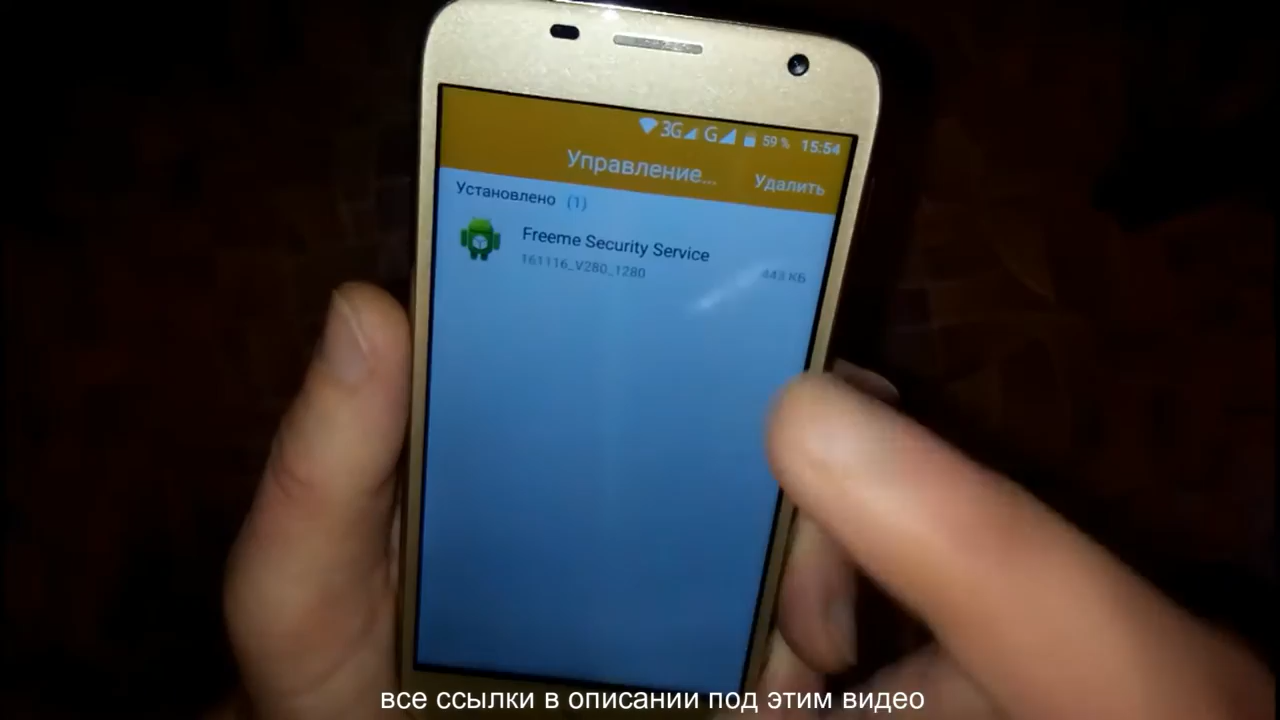 3G G 59 % 15:54
Управление... Удалить
Установлено (1)
Freeme Security Service
161116_V280_1280 443 КБ
все ссылки в описании под этим видео